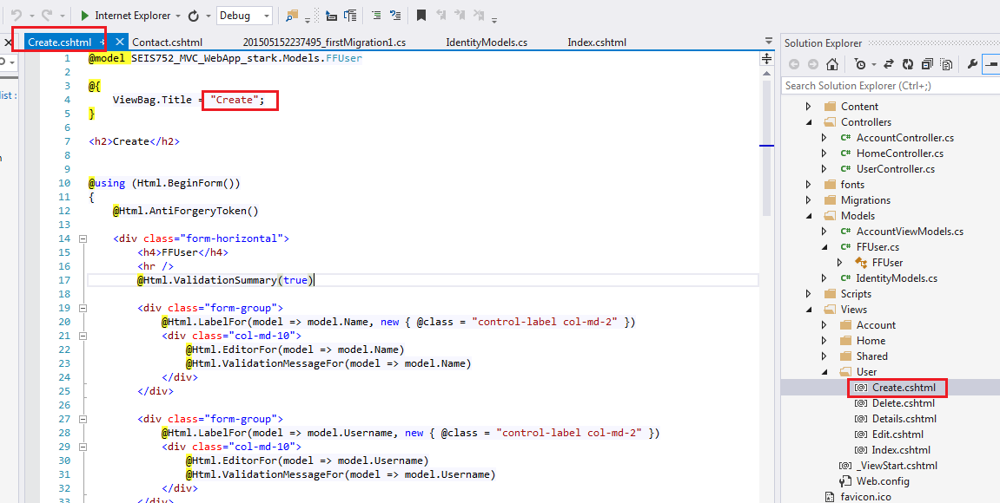 Internet Explorer
Debug
Create.cshtml
Contact.cshtml
201505152237495_firstMigration1.cs
IdentityModels.cs
Index.cshtml
list :
1 @model SEIS752_MVC_WebApp_stark.Models.FFUser
2
3 @{
4 ViewBag.Title = "Create";
5 }
6
7 <h2>Create</h2>
8
9
10 @using (Html.BeginForm())
11 {
12 @Html.AntiForgeryToken()
13
14 <div class="form-horizontal">
15 <h4>FFUser</h4>
16 <hr />
17 @Html.ValidationSummary(true)
18
19 <div class="form-group">
20 @Html.LabelFor(model => model.Name, new { @class = "control-label col-md-2" })
21 <div class="col-md-10">
22 @Html.EditorFor(model => model.Name)
23 @Html.ValidationMessageFor(model => model.Name)
24 </div>
25 </div>
26
27 <div class="form-group">
28 @Html.LabelFor(model => model.Username, new { @class = "control-label col-md-2" })
29 <div class="col-md-10">
30 @Html.EditorFor(model => model.Username)
31 @Html.ValidationMessageFor(model => model.Username)
32 </div>
33 </div>
Solution Explorer
Search Solution Explorer (Ctrl+;)
Content
Controllers
C# AccountController.cs
C# HomeController.cs
C# UserController.cs
fonts
Migrations
Models
C# AccountViewModels.cs
C# FFUser.cs
FFUser
C# IdentityModels.cs
Scripts
Views
Account
Home
Shared
User
[@] Create.cshtml
[@] Delete.cshtml
[@] Details.cshtml
[@] Edit.cshtml
[@] Index.cshtml
[@] _ViewStart.cshtml
Web.config
favicon.ico